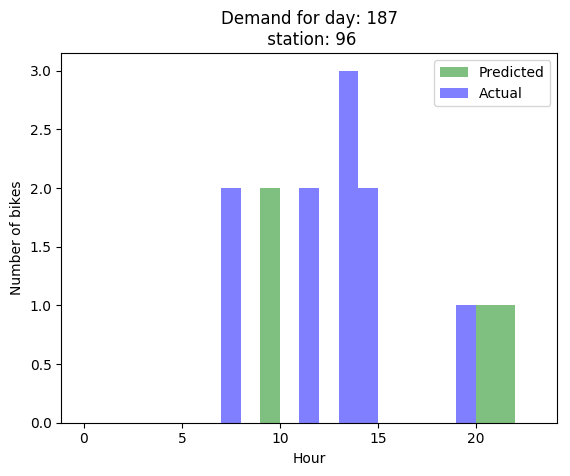 Demand for day: 187
station: 96
Predicted
Actual
3.0
2.5
2.0
1.5
1.0
0.5
0.0
Number of bikes
0
5
10
15
20
Hour